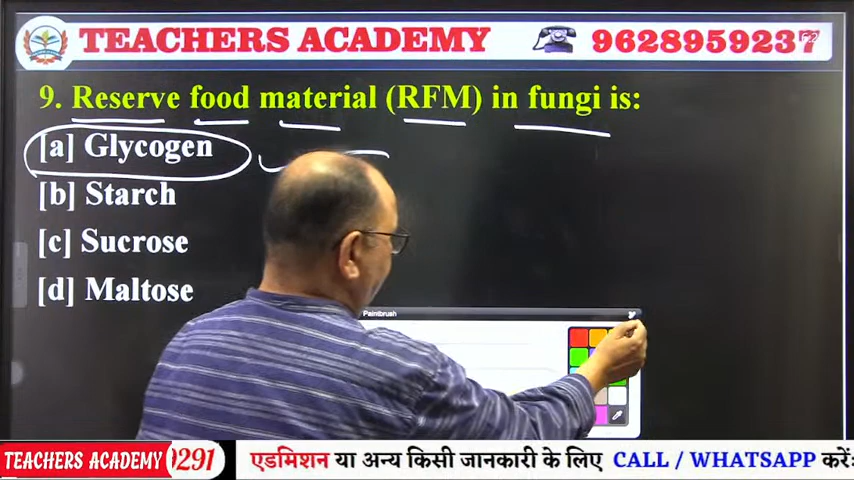 TEACHERS ACADEMY 9628959237
9. Reserve food material (RFM) in fungi is:
[a] Glycogen
[b] Starch
[c] Sucrose
[d] Maltose
Paintbrush
TEACHERS ACADEMY 9291 एडमिशन या अन्य किसी जानकारी के लिए CALL / WHATSAPP करें: